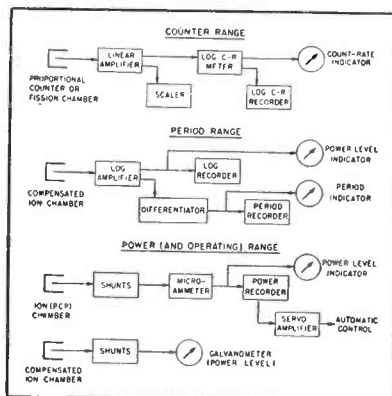 COUNTER RANGE
LINEAR
AMPLIFIER
LOG C-R
METER
COUNT-RATE
INDICATOR
PROPORTIONAL
COUNTER OR
FISSION CHAMBER
SCALER
LOG C-R
RECORDER
PERIOD RANGE
POWER LEVEL
INDICATOR
LOG
AMPLIFIER
LOG
RECORDER
COMPENSATED
ION CHAMBER
DIFFERENTIATOR
PERIOD
RECORDER
PERIOD
INDICATOR
POWER (AND OPERATING) RANGE
POWER LEVEL
INDICATOR
ION (PCP)
CHAMBER
SHUNTS
MICRO-
AMMETER
POWER
RECORDER
SERVO
AMPLIFIER
AUTOMATIC
CONTROL
COMPENSATED
ION CHAMBER
SHUNTS
GALVANOMETER
(POWER LEVEL)